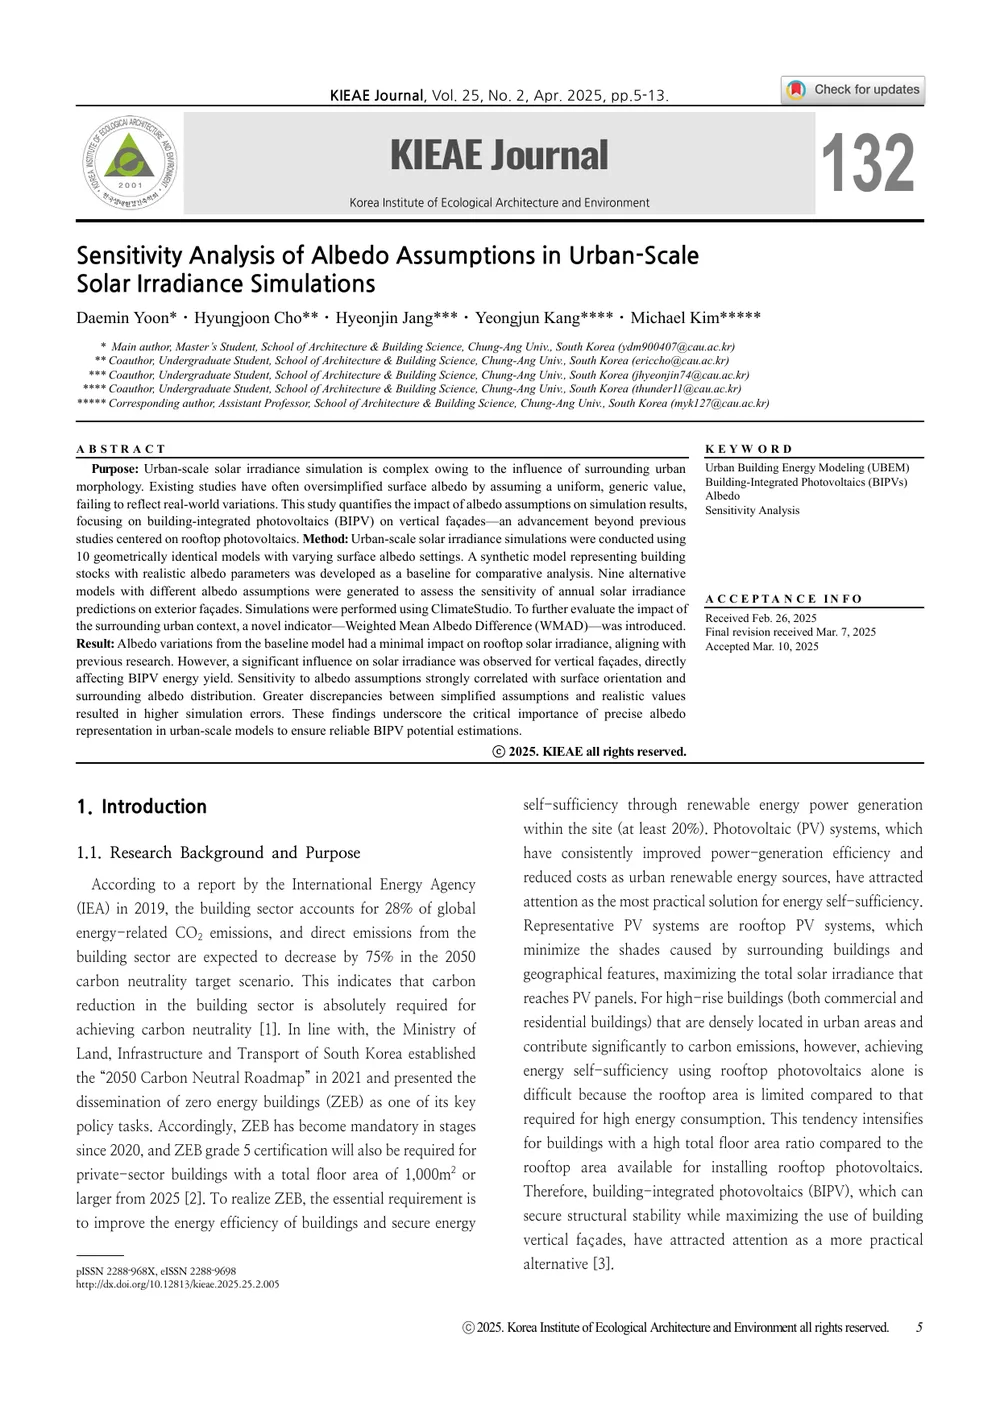 KIEAE Journal, Vol. 25, No. 2, Apr. 2025, pp.5-13.
Check for updates
KOREA INSTITUTE OF ECOLOGICAL ARCHITECTURE AND ENVIRONMENT
2001
한국생태환경건축학회
KIEAE Journal
Korea Institute of Ecological Architecture and Environment
132
Sensitivity Analysis of Albedo Assumptions in Urban-Scale
Solar Irradiance Simulations
Daemin Yoon* · Hyungjoon Cho** · Hyeonjin Jang*** · Yeongjun Kang**** · Michael Kim*****
* Main author, Master's Student, School of Architecture & Building Science, Chung-Ang Univ., South Korea (ydm900407@cau.ac.kr)
** Coauthor, Undergraduate Student, School of Architecture & Building Science, Chung-Ang Univ., South Korea (ericcho@cau.ac.kr)
*** Coauthor, Undergraduate Student, School of Architecture & Building Science, Chung-Ang Univ., South Korea (jhyeonjin74@cau.ac.kr)
**** Coauthor, Undergraduate Student, School of Architecture & Building Science, Chung-Ang Univ., South Korea (thunder11@cau.ac.kr)
***** Corresponding author, Assistant Professor, School of Architecture & Building Science, Chung-Ang Univ., South Korea (myk127@cau.ac.kr)
ABSTRACT
Purpose: Urban-scale solar irradiance simulation is complex owing to the influence of surrounding urban
morphology. Existing studies have often oversimplified surface albedo by assuming a uniform, generic value,
failing to reflect real-world variations. This study quantifies the impact of albedo assumptions on simulation results,
focusing on building-integrated photovoltaics (BIPV) on vertical façades—an advancement beyond previous
studies centered on rooftop photovoltaics. Method: Urban-scale solar irradiance simulations were conducted using
10 geometrically identical models with varying surface albedo settings. A synthetic model representing building
stocks with realistic albedo parameters was developed as a baseline for comparative analysis. Nine alternative
models with different albedo assumptions were generated to assess the sensitivity of annual solar irradiance
predictions on exterior façades. Simulations were performed using ClimateStudio. To further evaluate the impact of
the surrounding urban context, a novel indicator—Weighted Mean Albedo Difference (WMAD)—was introduced.
Result: Albedo variations from the baseline model had a minimal impact on rooftop solar irradiance, aligning with
previous research. However, a significant influence on solar irradiance was observed for vertical façades, directly
affecting BIPV energy yield. Sensitivity to albedo assumptions strongly correlated with surface orientation and
surrounding albedo distribution. Greater discrepancies between simplified assumptions and realistic values
resulted in higher simulation errors. These findings underscore the critical importance of precise albedo
representation in urban-scale models to ensure reliable BIPV potential estimations.
ⓒ 2025. KIEAE all rights reserved.
KEYWORD
Urban Building Energy Modeling (UBEM)
Building-Integrated Photovoltaics (BIPVs)
Albedo
Sensitivity Analysis
ACCEPTANCE INFO
Received Feb. 26, 2025
Final revision received Mar. 7, 2025
Accepted Mar. 10, 2025
1. Introduction
1.1. Research Background and Purpose
According to a report by the International Energy Agency
(IEA) in 2019, the building sector accounts for 28% of global
energy-related CO₂ emissions, and direct emissions from the
building sector are expected to decrease by 75% in the 2050
carbon neutrality target scenario. This indicates that carbon
reduction in the building sector is absolutely required for
achieving carbon neutrality [1]. In line with, the Ministry of
Land, Infrastructure and Transport of South Korea established
the “2050 Carbon Neutral Roadmap” in 2021 and presented the
dissemination of zero energy buildings (ZEB) as one of its key
policy tasks. Accordingly, ZEB has become mandatory in stages
since 2020, and ZEB grade 5 certification will also be required for
private-sector buildings with a total floor area of 1,000m² or
larger from 2025 [2]. To realize ZEB, the essential requirement is
to improve the energy efficiency of buildings and secure energy
self-sufficiency through renewable energy power generation
within the site (at least 20%). Photovoltaic (PV) systems, which
have consistently improved power-generation efficiency and
reduced costs as urban renewable energy sources, have attracted
attention as the most practical solution for energy self-sufficiency.
Representative PV systems are rooftop PV systems, which
minimize the shades caused by surrounding buildings and
geographical features, maximizing the total solar irradiance that
reaches PV panels. For high-rise buildings (both commercial and
residential buildings) that are densely located in urban areas and
contribute significantly to carbon emissions, however, achieving
energy self-sufficiency using rooftop photovoltaics alone is
difficult because the rooftop area is limited compared to that
required for high energy consumption. This tendency intensifies
for buildings with a high total floor area ratio compared to the
rooftop area available for installing rooftop photovoltaics.
Therefore, building-integrated photovoltaics (BIPV), which can
secure structural stability while maximizing the use of building
vertical façades, have attracted attention as a more practical
alternative [3].
pISSN 2288-968X, eISSN 2288-9698
http://dx.doi.org/10.12813/kieae.2025.25.2.005
ⓒ 2025. Korea Institute of Ecological Architecture and Environment all rights reserved. 5